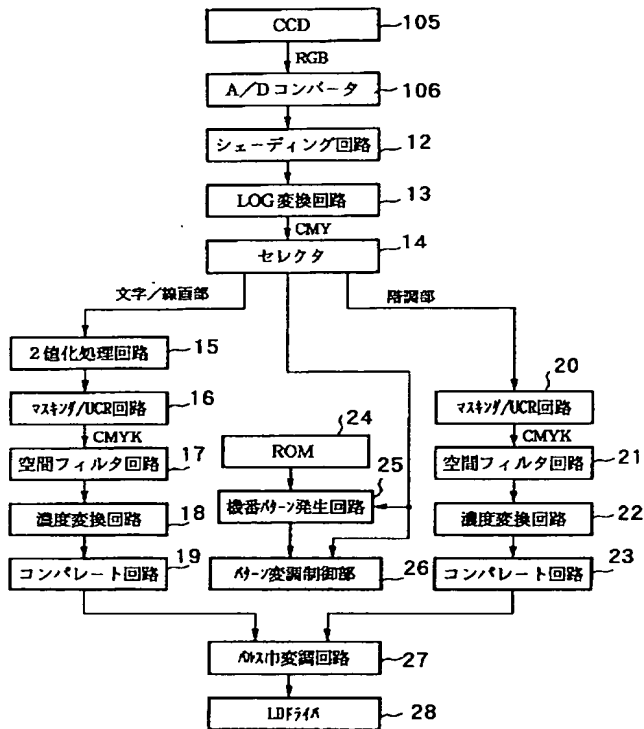 CCD
105
RGB
A/Dコンバータ
106
シェーディング回路
12
LOG変換回路
13
CMY
セレクタ
14
文字/線画部
階調部
2値化処理回路
15
マスキング/UCR回路
16
CMYK
空間フィルタ回路
17
濃度変換回路
18
コンパレート回路
19
24
ROM
25
機番パターン発生回路
パターン変調制御部
26
20
マスキング/UCR回路
CMYK
空間フィルタ回路
21
濃度変換回路
22
コンパレート回路
23
パルス巾変調回路
27
LDドライバ
28